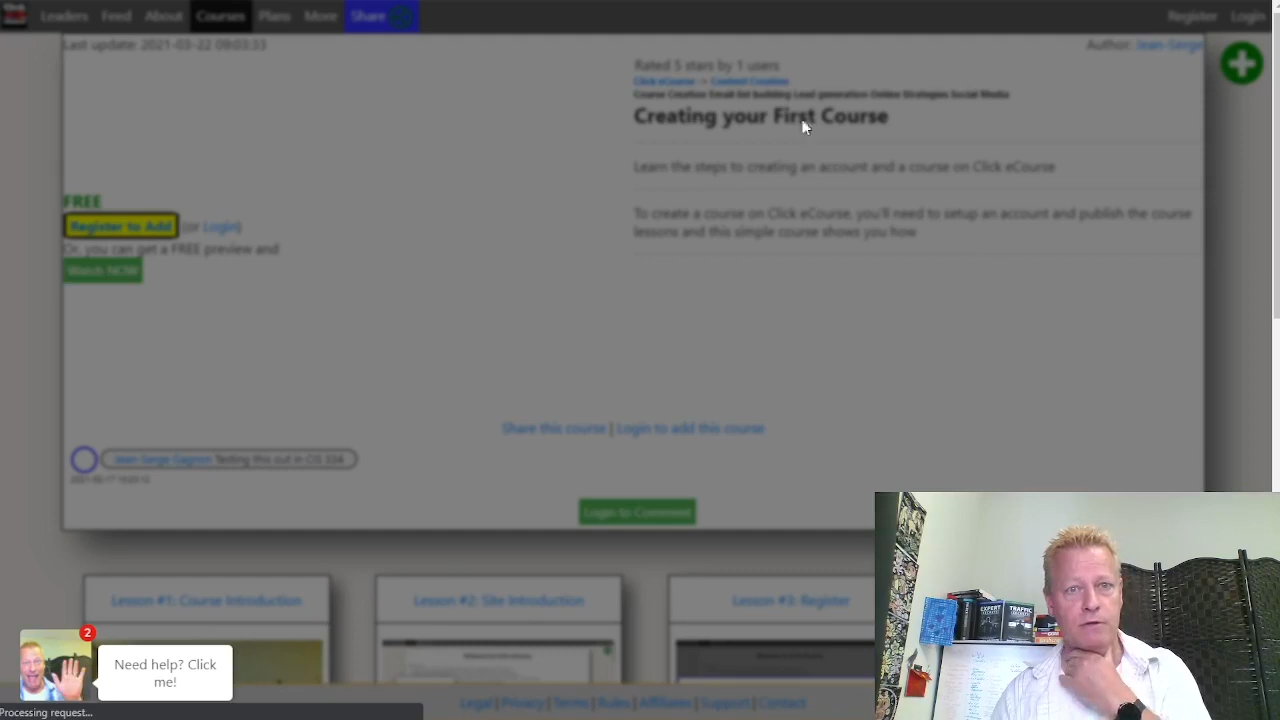 Leaders Feed About Courses Plans More Share
Register Login
Last update: 2021-03-22 09:03:33
Author: Jean-Serge
Rated 5 stars by 1 users
Click eCourse -> Content Creation
Course Creation Email list building Lead generation Online Strategies Social Media
Creating your First Course
Learn the steps to creating an account and a course on Click eCourse
FREE
Register to Add (or Login)
Or, you can get a FREE preview and
Watch NOW
To create a course on Click eCourse, you'll need to setup an account and publish the course
lessons and this simple course shows you how
Share this course | Login to add this course
Jean-Serge Gagnon Testing this out in CIS 334
Login to Comment
Lesson #1: Course Introduction
Lesson #2: Site Introduction
Lesson #3: Register
2
Need help? Click
me!
EXPERT
TRAFFIC
Legal | Privacy | Terms | Rules | Affiliates | Support | Contact
Processing request...